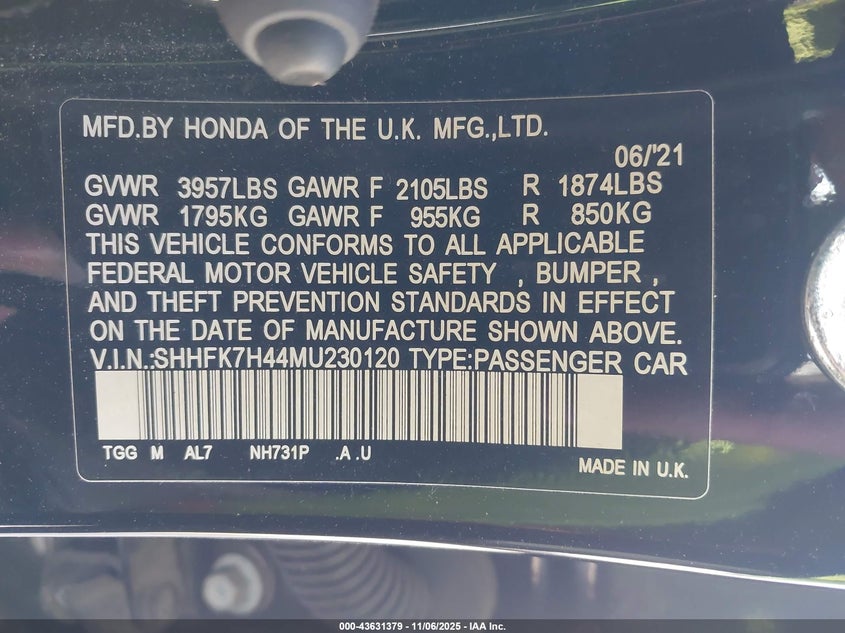 MFD.BY HONDA OF THE U.K. MFG.,LTD.
06/'21
GVWR 3957LBS GAWR F 2105LBS R 1874LBS
GVWR 1795KG GAWR F 955KG R 850KG
THIS VEHICLE CONFORMS TO ALL APPLICABLE
FEDERAL MOTOR VEHICLE SAFETY , BUMPER ,
AND THEFT PREVENTION STANDARDS IN EFFECT
ON THE DATE OF MANUFACTURE SHOWN ABOVE.
V.I.N.:SHHFK7H44MU230120 TYPE:PASSENGER CAR
TGG M AL7 NH731P .A .U
MADE IN U.K.
000-43631379 | 11/06/2025 - IAA Inc.